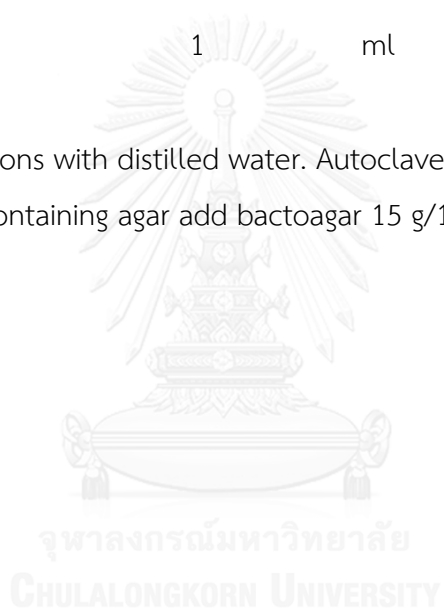 1 ml
ons with distilled water. Autoclave
ontaining agar add bactoagar 15 g/1
จุฬาลงกรณ์มหาวิทยาลัย
CHULALONGKORN UNIVERSITY